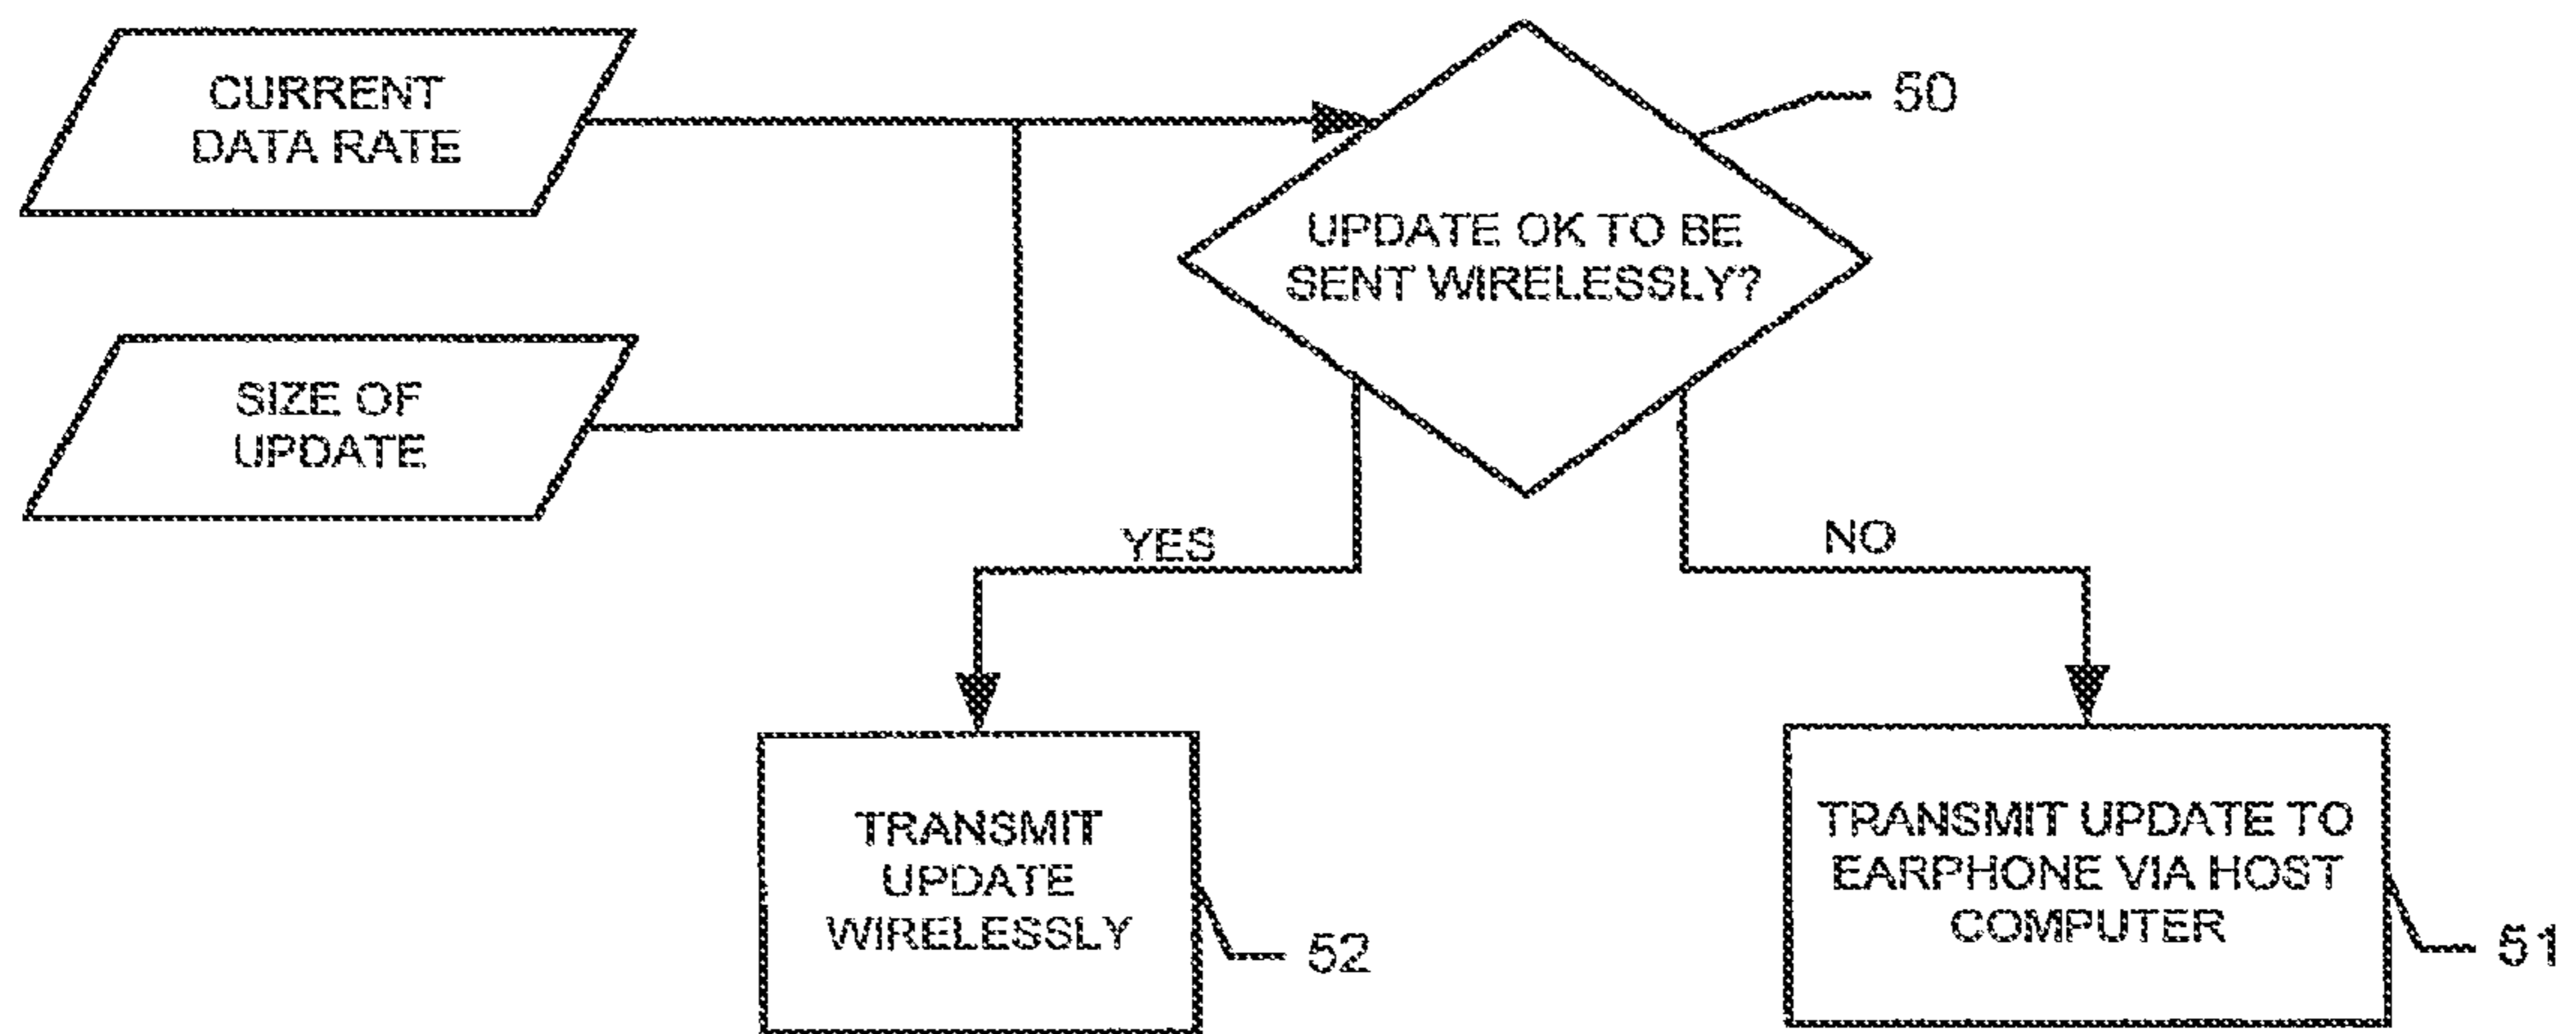 CURRENT
DATA RATE
50
UPDATE OK TO BE
SENT WIRELESSLY?
SIZE OF
UPDATE
YES
NO
TRANSMIT
UPDATE
WIRELESSLY
52
TRANSMIT UPDATE TO
EARPHONE VIA HOST
COMPUTER
51